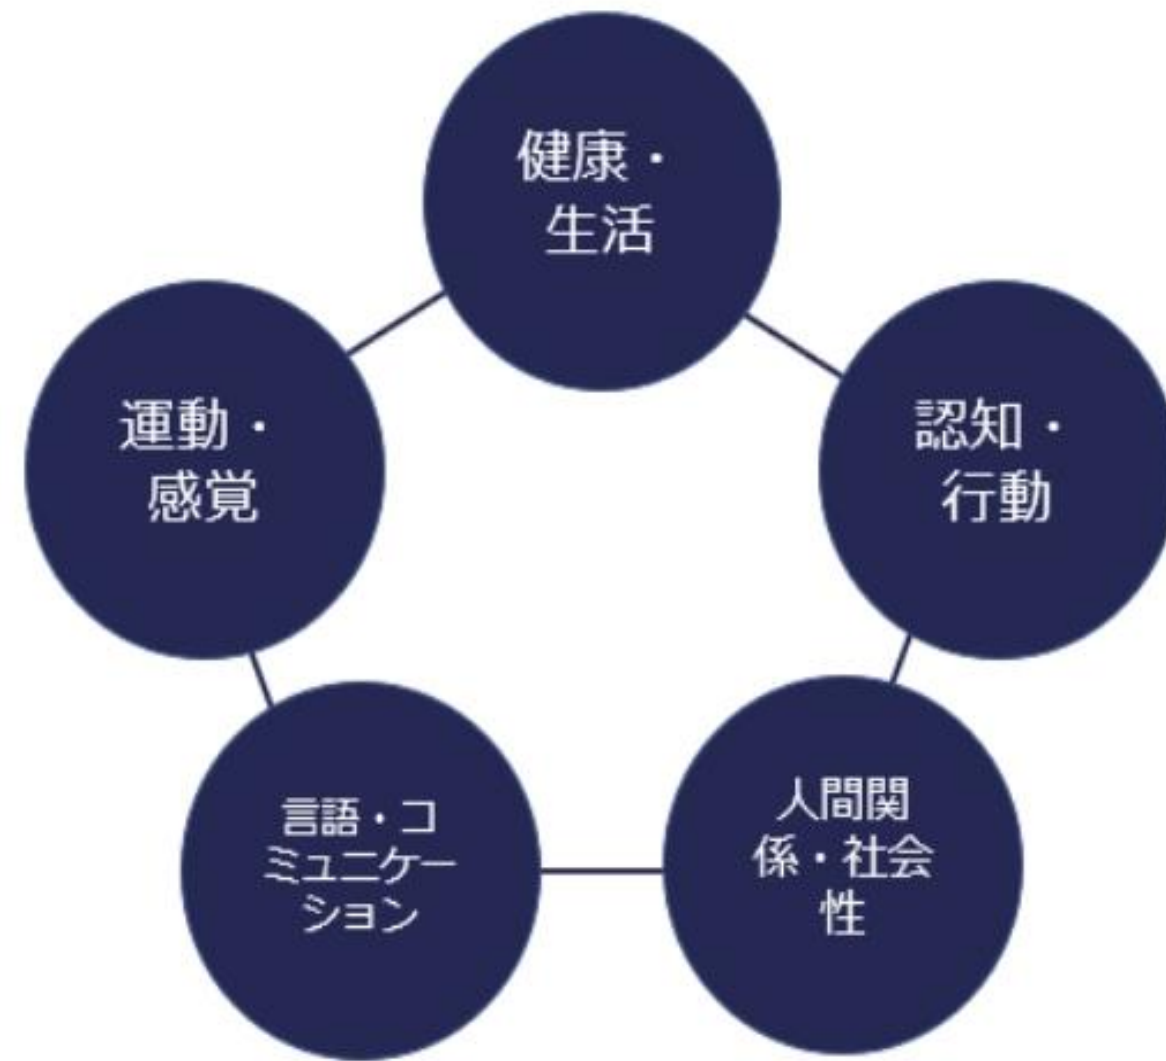 健康・
生活
運動・
感覚
認知・
行動
言語・コ
ミュニケー
ション
人間関
係・社会
性